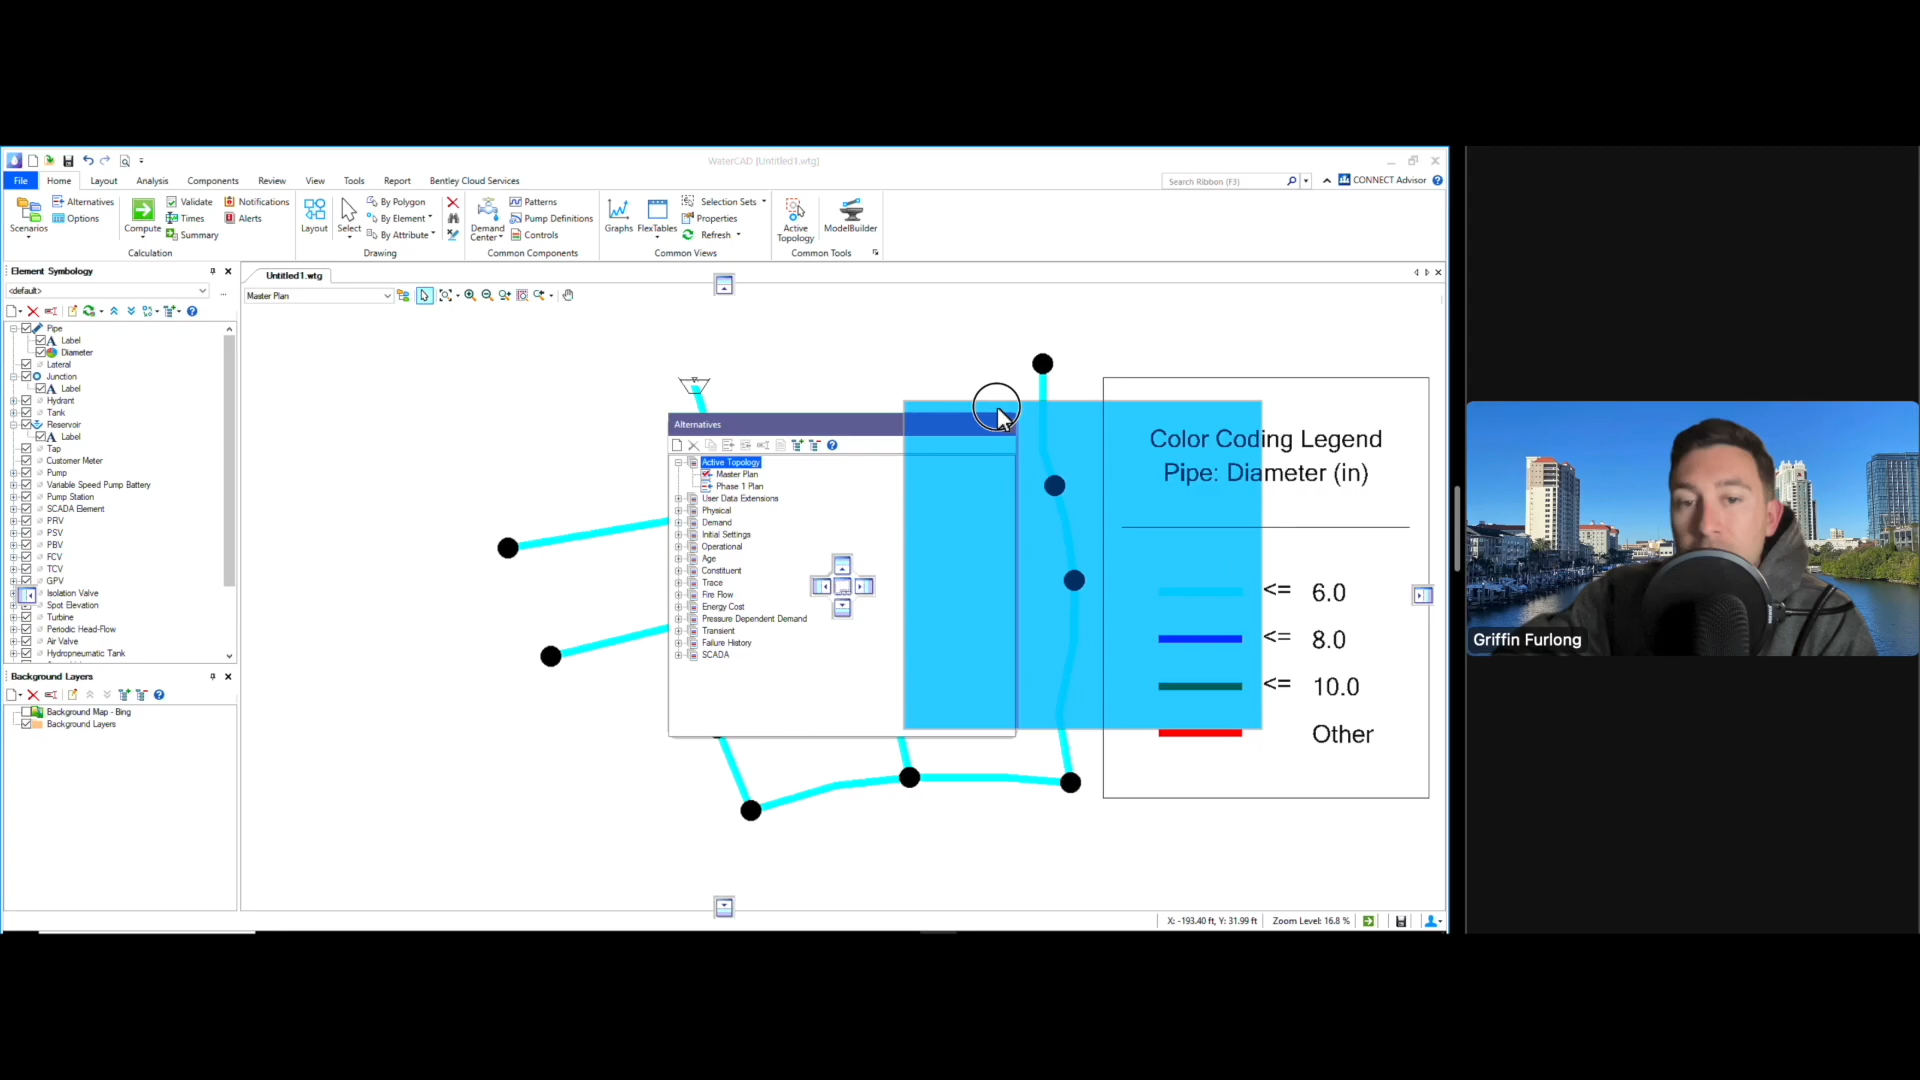 WaterCAD [Untitled1.wtg]
File Home Layout Analysis Components Review View Tools Report Bentley Cloud Services
Search Ribbon (F3)
CONNECT Advisor
Scenarios
Alternatives
Options
Compute
Validate
Times
Summary
Notifications
Alerts
Calculation
Layout
Select
By Polygon
By Element
By Attribute
Drawing
Demand
Center
Patterns
Pump Definitions
Controls
Common Components
Graphs
FlexTables
Selection Sets
Properties
Refresh
Common Views
Active
Topology
ModelBuilder
Common Tools
Element Symbology
<default>
Pipe
Label
Diameter
Lateral
Junction
Label
Hydrant
Tank
Reservoir
Label
Tap
Customer Meter
Pump
Variable Speed Pump Battery
Pump Station
SCADA Element
PRV
PSV
PBV
FCV
TCV
GPV
Isolation Valve
Spot Elevation
Turbine
Periodic Head-Flow
Air Valve
Hydropneumatic Tank
Background Layers
Background Map - Bing
Background Layers
Untitled1.wtg
Master Plan
Alternatives
Active Topology
Master Plan
Phase 1 Plan
User Data Extensions
Physical
Demand
Initial Settings
Operational
Age
Constituent
Trace
Fire Flow
Energy Cost
Pressure Dependent Demand
Transient
Failure History
SCADA
Color Coding Legend
Pipe: Diameter (in)
<= 6.0
<= 8.0
<= 10.0
Other
X: -193.40 ft, Y: 31.99 ft Zoom Level: 16.8 %
Griffin Furlong